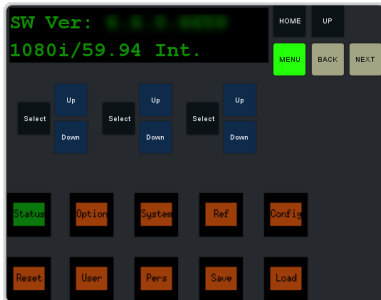 SW Ver:
1080i/59.94 Int.
HOME UP
MENU BACK NEXT
Up Up Up
Select Select Select
Down Down Down
Status Option System Ref Config
Reset User Pers Save Load